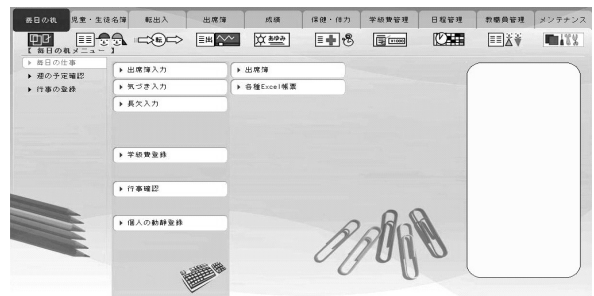 毎日の机 児童・生徒名簿 転出入 出席簿 成績 保健・体力 学級費管理 日程管理 教職員管理 メンテナンス
【 毎日の机メニュー 】
毎日の仕事
週の予定確認
行事の登録
出席簿入力
気づき入力
長欠入力
学級費登録
行事確認
個人の動静登録
出席簿
各種Excel帳票